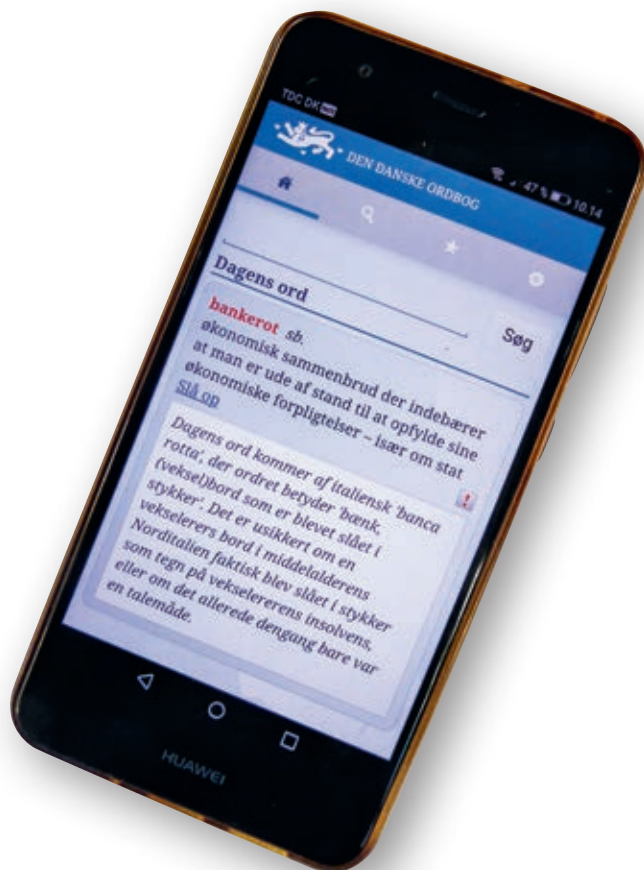 TDC DK
47 % 10.14
DEN DANSKE ORDBOG
Søg
Dagens ord
bankerot sb.
økonomisk sammenbrud der indebærer
at man er ude af stand til at opfylde sine
økonomiske forpligtelser – især om stat
Slå op
!
Dagens ord kommer af italiensk 'banca
rotta', der ordret betyder 'bænk,
(veksel)bord som er blevet slået i
stykker'. Det er usikkert om en
vekselerers bord i middelalderens
Norditalien faktisk blev slået i stykker
som tegn på vekselererens insolvens,
eller om det allerede dengang bare var
en talemåde.
HUAWEI